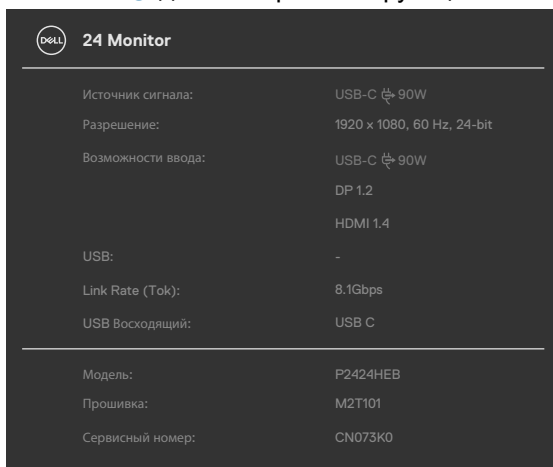 DELL
24 Monitor
Источник сигнала: USB-C 90W
Разрешение: 1920 x 1080, 60 Hz, 24-bit
Возможности ввода: USB-C 90W
DP 1.2
HDMI 1.4
USB: -
Link Rate (Tok): 8.1Gbps
USB Восходящий: USB C
Модель: P2424HEB
Прошивка: M2T101
Сервисный номер: CN073K0